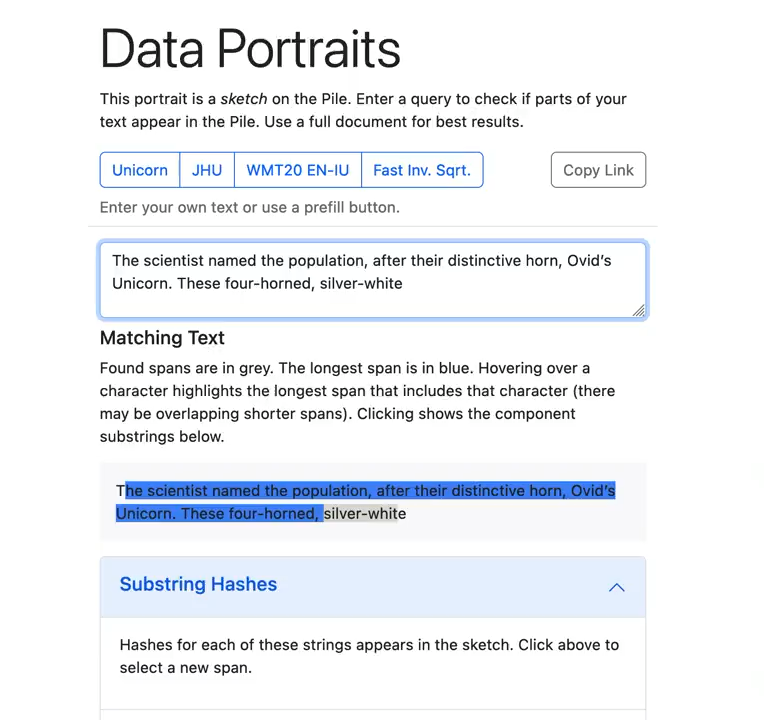 Data Portraits
This portrait is a sketch on the Pile. Enter a query to check if parts of your
text appear in the Pile. Use a full document for best results.
Unicorn JHU WMT20 EN-IU Fast Inv. Sqrt. Copy Link
Enter your own text or use a prefill button.
The scientist named the population, after their distinctive horn, Ovid’s
Unicorn. These four-horned, silver-white
Matching Text
Found spans are in grey. The longest span is in blue. Hovering over a
character highlights the longest span that includes that character (there
may be overlapping shorter spans). Clicking shows the component
substrings below.
The scientist named the population, after their distinctive horn, Ovid’s
Unicorn. These four-horned, silver-white
Substring Hashes
Hashes for each of these strings appears in the sketch. Click above to
select a new span.